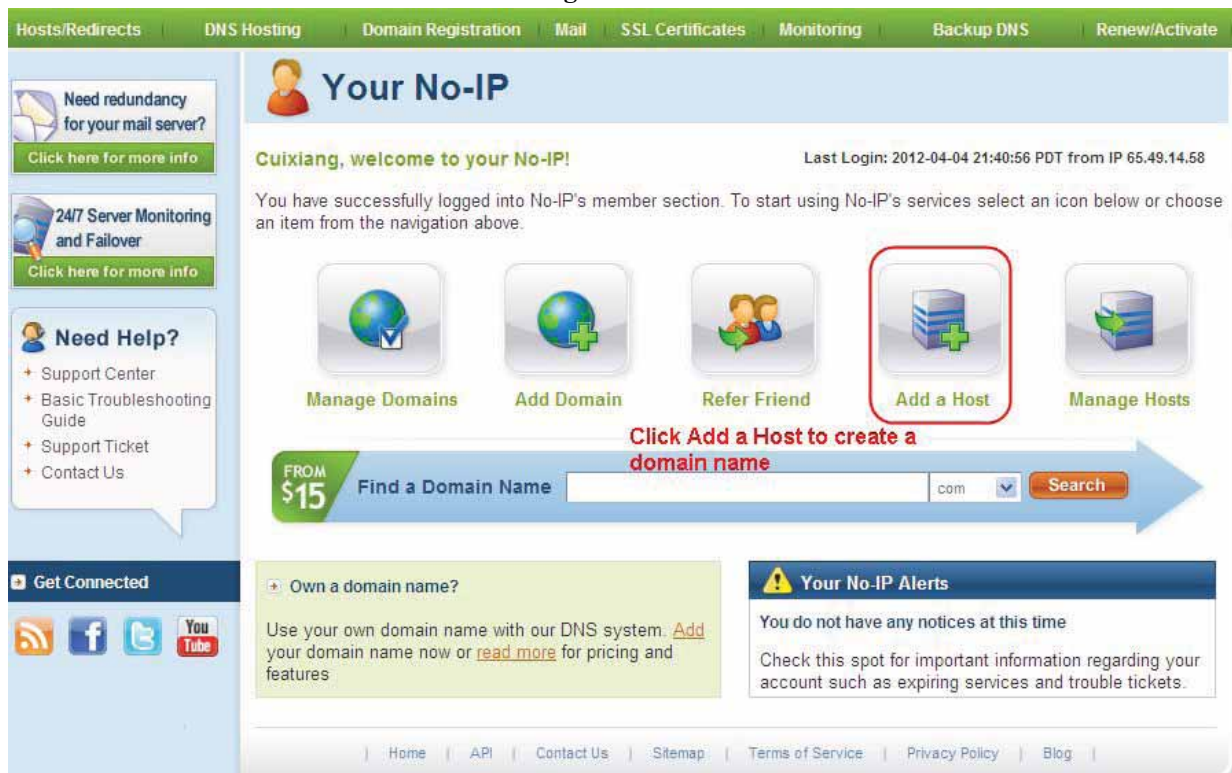 Hosts/Redirects DNS Hosting Domain Registration Mail SSL Certificates Monitoring Backup DNS Renew/Activate
Need redundancy
for your mail server?
Click here for more info
24/7 Server Monitoring
and Failover
Click here for more info
Need Help?
Support Center
Basic Troubleshooting
Guide
Support Ticket
Contact Us
Get Connected
You
Tube
Your No-IP
Cuixiang, welcome to your No-IP!
Last Login: 2012-04-04 21:40:56 PDT from IP 65.49.14.58
You have successfully logged into No-IP's member section. To start using No-IP's services select an icon below or choose
an item from the navigation above.
Manage Domains
Add Domain
Refer Friend
Add a Host
Manage Hosts
Click Add a Host to create a
domain name
FROM
$15
Find a Domain Name
com
Search
Own a domain name?
Use your own domain name with our DNS system. Add
your domain name now or read more for pricing and
features
Your No-IP Alerts
You do not have any notices at this time
Check this spot for important information regarding your
account such as expiring services and trouble tickets.
| Home | API | Contact Us | Sitemap | Terms of Service | Privacy Policy | Blog |